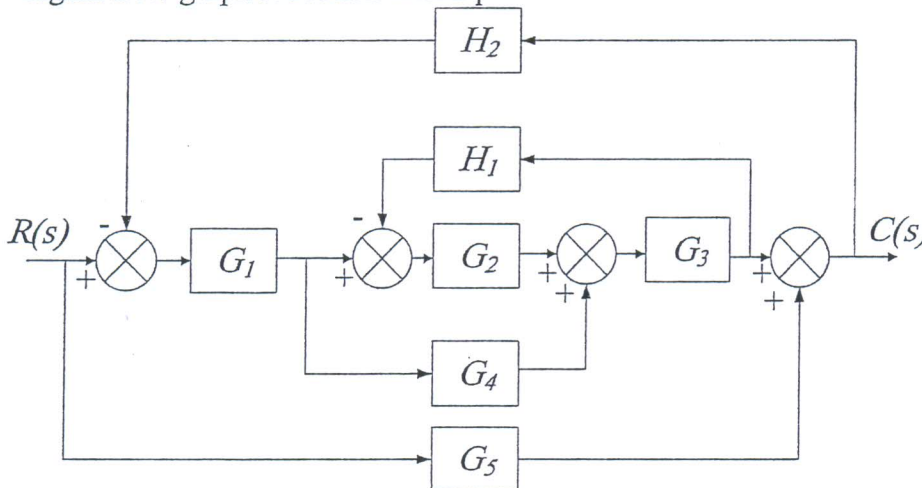 H₂
H₁
R(s) - - C(s)
G₁ G₂ G₃
+ + + + + +
G₄
G₅